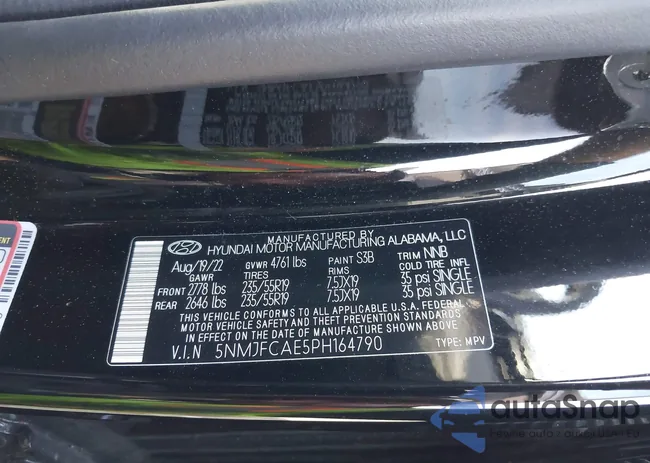 MANUFACTURED BY
HYUNDAI MOTOR MANUFACTURING ALABAMA, LLC
Aug/19/22 GVWR 4761 lbs PAINT S3B TRIM NNB
GAWR TIRES RIMS COLD TIRE INFL
FRONT 2778 lbs 235/55R19 7.5JX19 35 psi SINGLE
REAR 2646 lbs 235/55R19 7.5JX19 35 psi SINGLE
THIS VEHICLE CONFORMS TO ALL APPLICABLE U.S.A. FEDERAL
MOTOR VEHICLE SAFETY, BUMPER, AND THEFT PREVENTION STANDARDS
IN EFFECT ON THE DATE OF MANUFACTURE SHOWN ABOVE.
V.I.N 5NMJFCAE5PH164790 TYPE: MPV
autoSnap